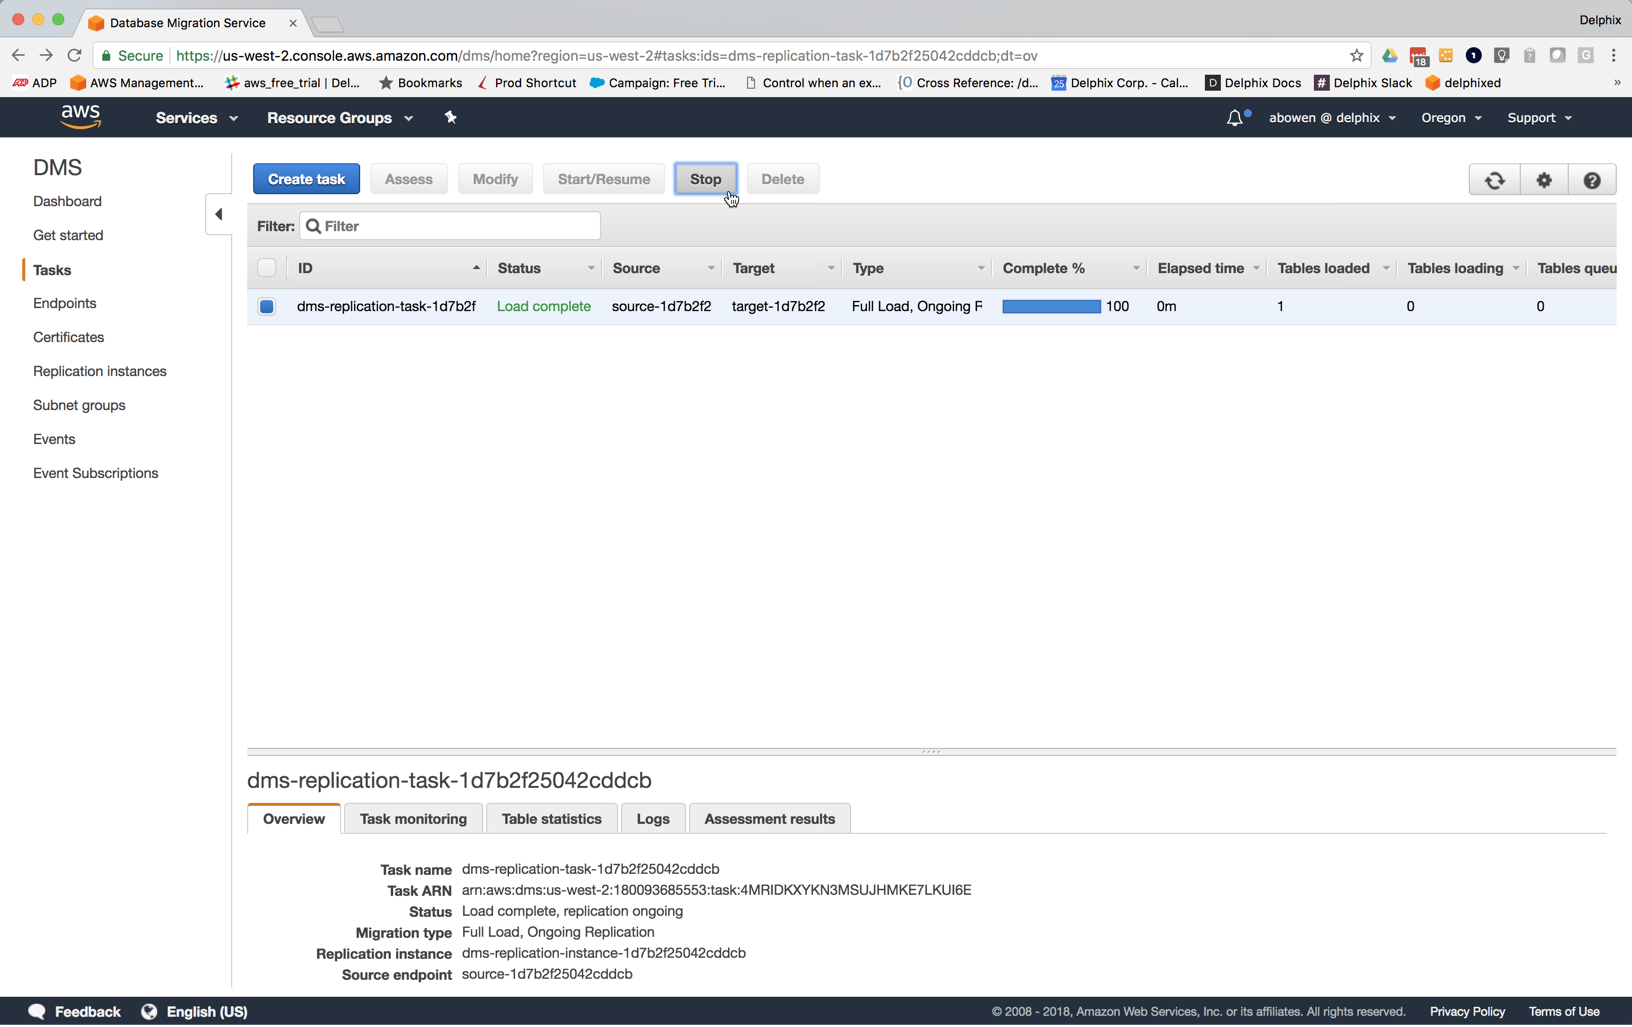 Database Migration Service
Delphix
Secure https://us-west-2.console.aws.amazon.com/dms/home?region=us-west-2#tasks:ids=dms-replication-task-1d7b2f25042cddcb;dt=ov
18
1
G
ADP AWS Management... aws_free_trial | Del... Bookmarks Prod Shortcut Campaign: Free Tri... Control when an ex... {O Cross Reference: /d... 25 Delphix Corp. - Cal... D Delphix Docs # Delphix Slack delphixed »
aws Services Resource Groups abowen @ delphix Oregon Support
DMS
Dashboard
Get started
Tasks
Endpoints
Certificates
Replication instances
Subnet groups
Events
Event Subscriptions
Create task Assess Modify Start/Resume Stop Delete
Filter: Filter
ID Status Source Target Type Complete % Elapsed time Tables loaded Tables loading Tables queu
dms-replication-task-1d7b2f Load complete source-1d7b2f2 target-1d7b2f2 Full Load, Ongoing F 100 0m 1 0 0
dms-replication-task-1d7b2f25042cddcb
Overview Task monitoring Table statistics Logs Assessment results
Task name dms-replication-task-1d7b2f25042cddcb
Task ARN arn:aws:dms:us-west-2:180093685553:task:4MRIDKXYKN3MSUJHMKE7LKUI6E
Status Load complete, replication ongoing
Migration type Full Load, Ongoing Replication
Replication instance dms-replication-instance-1d7b2f25042cddcb
Source endpoint source-1d7b2f25042cddcb
Feedback English (US) © 2008 - 2018, Amazon Web Services, Inc. or its affiliates. All rights reserved. Privacy Policy Terms of Use